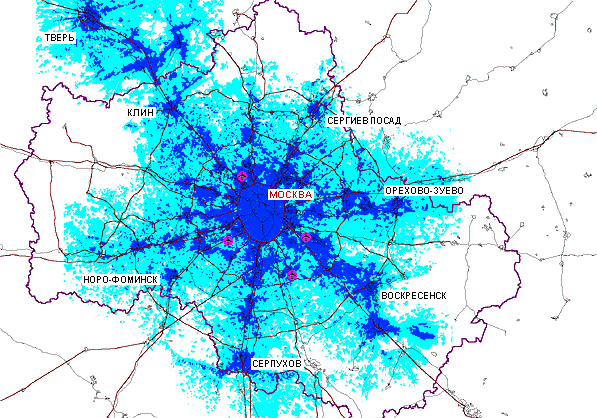 ТВЕРЬ
КЛИН
СЕРГИЕВ ПОСАД
МОСКВА
ОРЕХОВО-ЗУЕВО
НОРО-ФОМИНСК
ВОСКРЕСЕНСК
СЕРПУХОВ